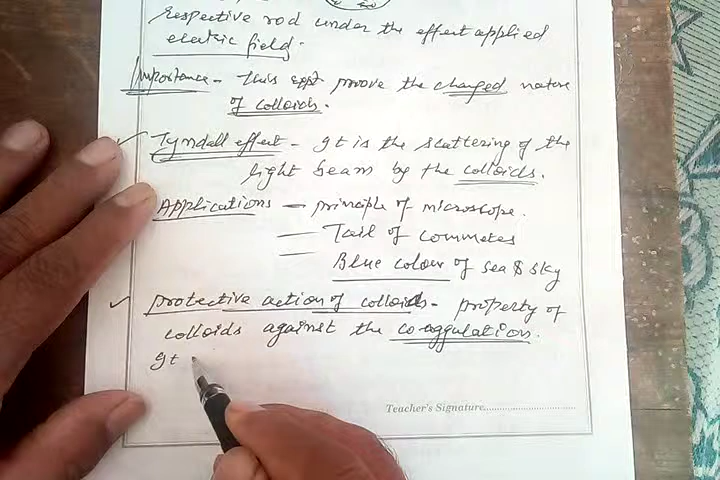 respective rod under the effect applied
electric field.
Importance - This expt prove the charged nature
of colloids.
Tyndall effect - It is the scattering of the
light beam by the colloids.
Applications - principle of microscope.
- Tail of commetes
- Blue colour of sea & sky
protective action of colloids - property of
colloids against the co-aggulation.
It
Teacher's Signature